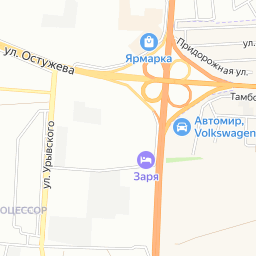 ул. Остужева
Ярмарка
Придорожная ул.
ул.
Тамбо
ул. Урывского
Автомир,
Volkswagen
Заря
ОЦЕССОР